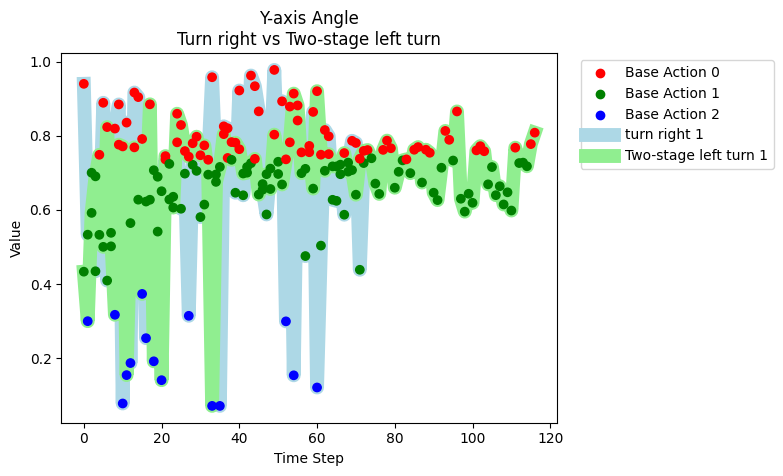 Y-axis Angle
Turn right vs Two-stage left turn
1.0
0.8
0.6
0.4
0.2
Value
0
20
40
60
80
100
120
Time Step
Base Action 0
Base Action 1
Base Action 2
turn right 1
Two-stage left turn 1